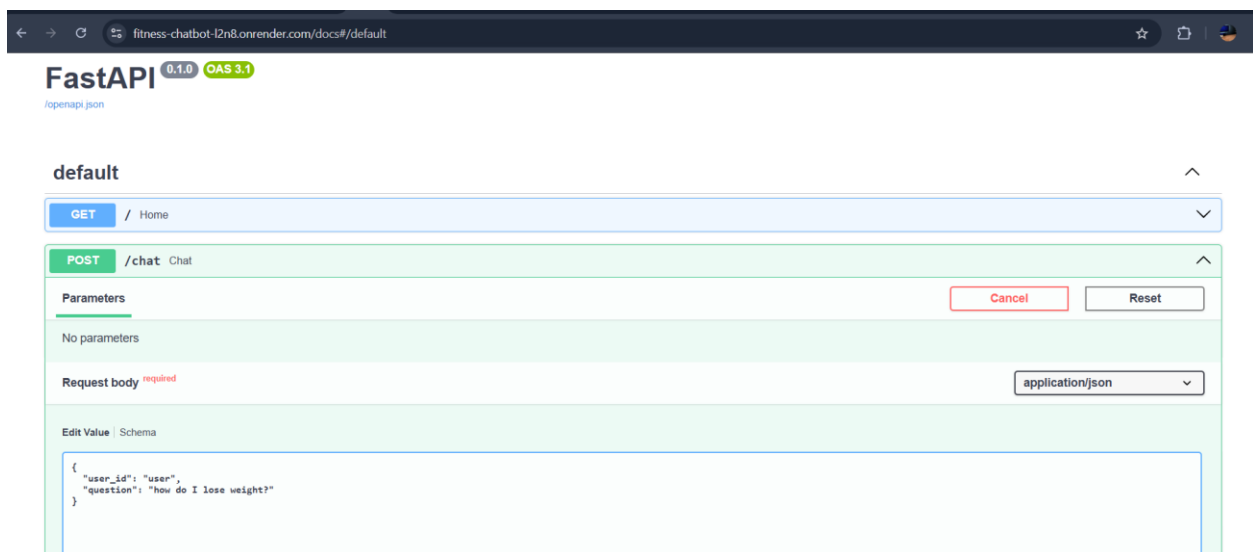 fitness-chatbot-l2n8.onrender.com/docs#/default
FastAPI 0.1.0 OAS 3.1
/openapi.json
default
GET / Home
POST /chat Chat
Parameters Cancel Reset
No parameters
Request body required application/json
Edit Value Schema
{
"user_id": "user",
"question": "how do I lose weight?"
}